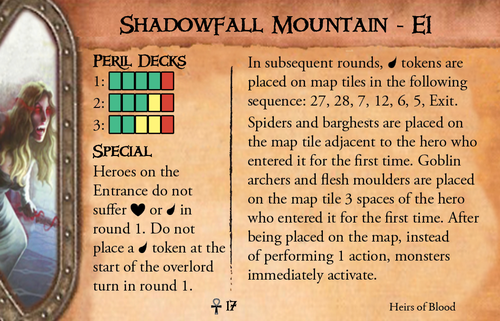 Shadowfall Mountain - E1
Peril Decks
1:
2:
3:
Special
Heroes on the
Entrance do not
suffer or in
round 1. Do not
place a token at the
start of the overlord
turn in round 1.
In subsequent rounds, tokens are
placed on map tiles in the following
sequence: 27, 28, 7, 12, 6, 5, Exit.
Spiders and barghests are placed on
the map tile adjacent to the hero who
entered it for the first time. Goblin
archers and flesh moulders are placed
on the map tile 3 spaces of the hero
who entered it for the first time. After
being placed on the map, instead
of performing 1 action, monsters
immediately activate.
☥ 17
Heirs of Blood